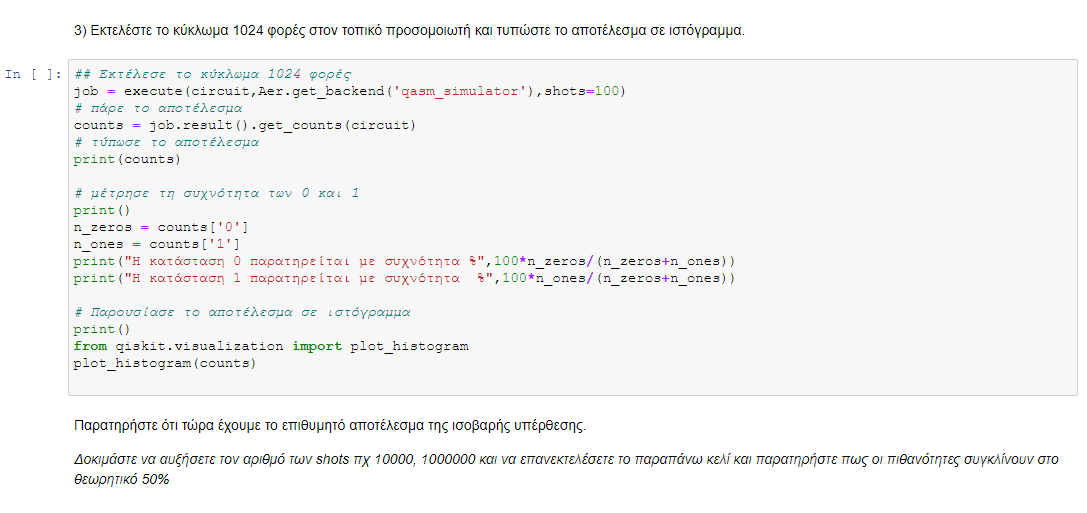 3) Εκτελέστε το κύκλωμα 1024 φορές στον τοπικό προσομοιωτή και τυπώστε το αποτέλεσμα σε ιστόγραμμα.
In [ ]: ## Εκτέλεσε το κύκλωμα 1024 φορές
job = execute(circuit,Aer.get_backend('qasm_simulator'),shots=100)
# πάρε το αποτέλεσμα
counts = job.result().get_counts(circuit)
# τύπωσε το αποτέλεσμα
print(counts)
# μέτρησε τη συχνότητα των 0 και 1
print()
n_zeros = counts['0']
n_ones = counts['1']
print("Η κατάσταση 0 παρατηρείται με συχνότητα %",100*n_zeros/(n_zeros+n_ones))
print("Η κατάσταση 1 παρατηρείται με συχνότητα  %",100*n_ones/(n_zeros+n_ones))
# Παρουσίασε το αποτέλεσμα σε ιστόγραμμα
print()
from qiskit.visualization import plot_histogram
plot_histogram(counts)
Παρατηρήστε ότι τώρα έχουμε το επιθυμητό αποτέλεσμα της ισοβαρής υπέρθεσης.
Δοκιμάστε να αυξήσετε τον αριθμό των shots πχ 10000, 1000000 και να επανεκτελέσετε το παραπάνω κελί και παρατηρήστε πως οι πιθανότητες συγκλίνουν στο
θεωρητικό 50%